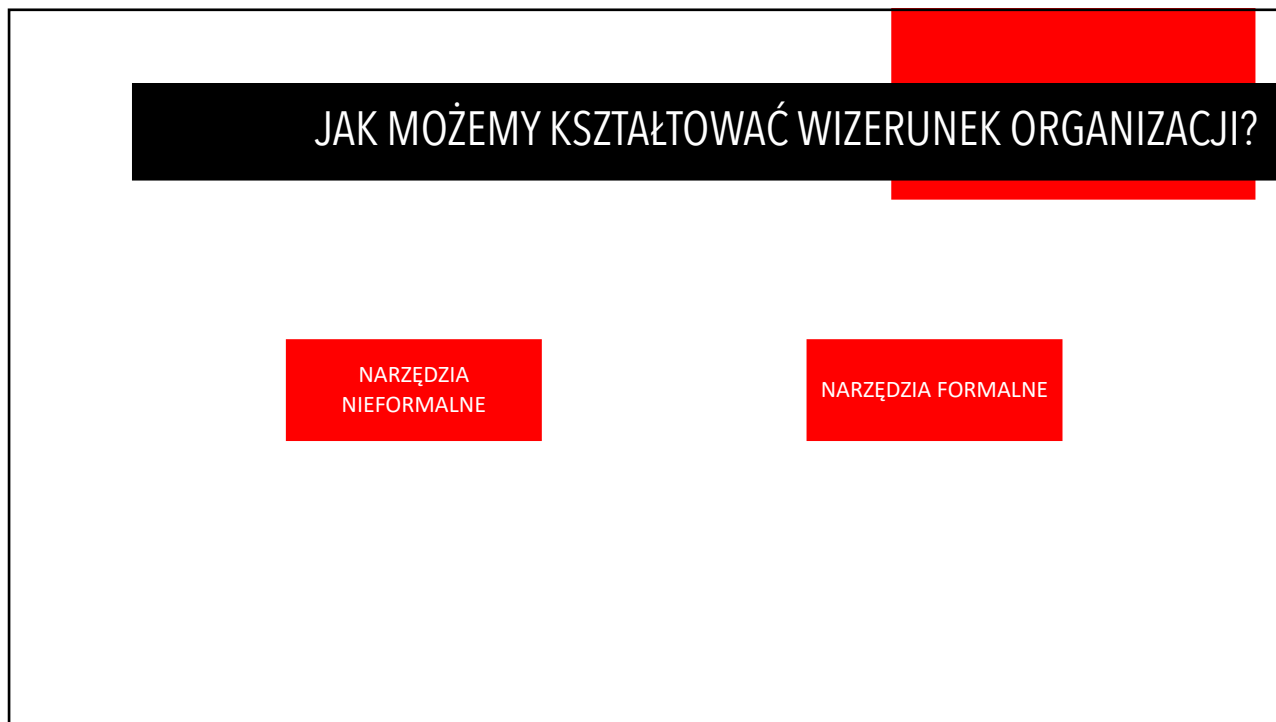 JAK MOŻEMY KSZTAŁTOWAĆ WIZERUNEK ORGANIZACJI?
NARZĘDZIA
NIEFORMALNE
NARZĘDZIA FORMALNE